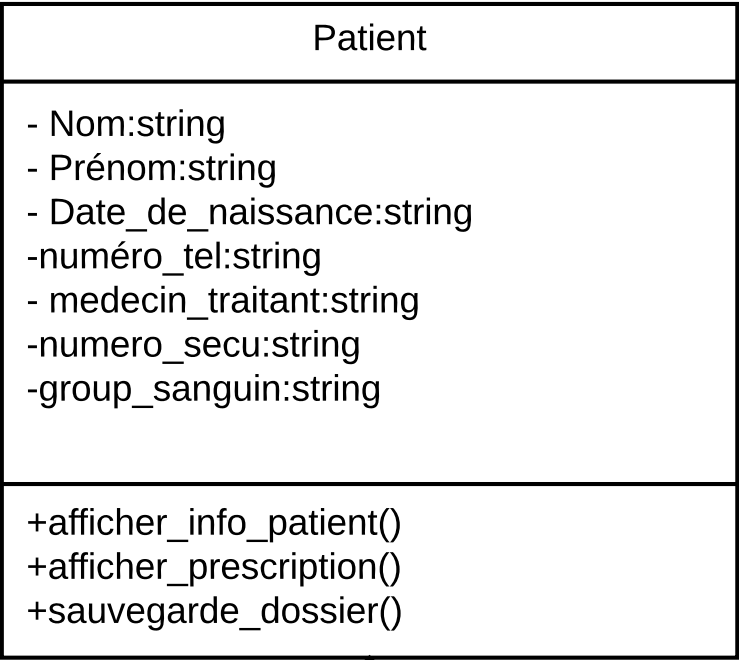 Patient
- Nom:string
- Prénom:string
- Date_de_naissance:string
-numéro_tel:string
- medecin_traitant:string
-numero_secu:string
-group_sanguin:string
+afficher_info_patient()
+afficher_prescription()
+sauvegarde_dossier()